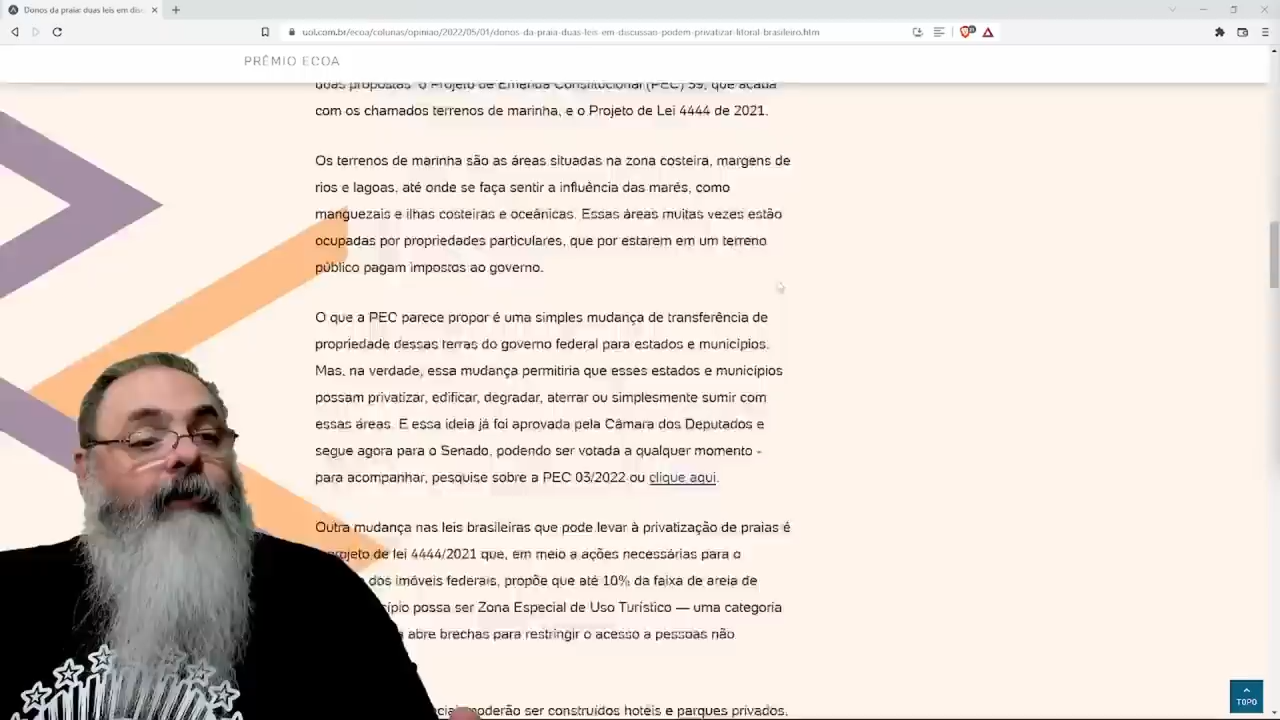 Donos da praia: duas leis em dis
uol.com.br/ecoa/colunas/opiniao/2022/05/01/donos-da-praia-duas-leis-em-discussao-podem-privatizar-litoral-brasileiro.htm
PRÊMIO ECOA
duas propostas o Projeto de Emenda Constitucional (PEC) 39, que acaba
com os chamados terrenos de marinha, e o Projeto de Lei 4444 de 2021.
Os terrenos de marinha são as áreas situadas na zona costeira, margens de
rios e lagoas, até onde se faça sentir a influência das marés, como
manguezais e ilhas costeiras e oceânicas. Essas áreas muitas vezes estão
ocupadas por propriedades particulares, que por estarem em um terreno
público pagam impostos ao governo.
O que a PEC parece propor é uma simples mudança de transferência de
propriedade dessas terras do governo federal para estados e municípios.
Mas, na verdade, essa mudança permitiria que esses estados e municípios
possam privatizar, edificar, degradar, aterrar ou simplesmente sumir com
essas áreas. E essa ideia já foi aprovada pela Câmara dos Deputados e
segue agora para o Senado, podendo ser votada a qualquer momento -
para acompanhar, pesquise sobre a PEC 03/2022 ou clique aqui.
Outra mudança nas leis brasileiras que pode levar à privatização de praias é
projeto de lei 4444/2021 que, em meio a ações necessárias para o
dos imóveis federais, propõe que até 10% da faixa de areia de
cípio possa ser Zona Especial de Uso Turístico — uma categoria
abre brechas para restringir o acesso a pessoas não
poderão ser construídos hotéis e parques privados,
TOPO